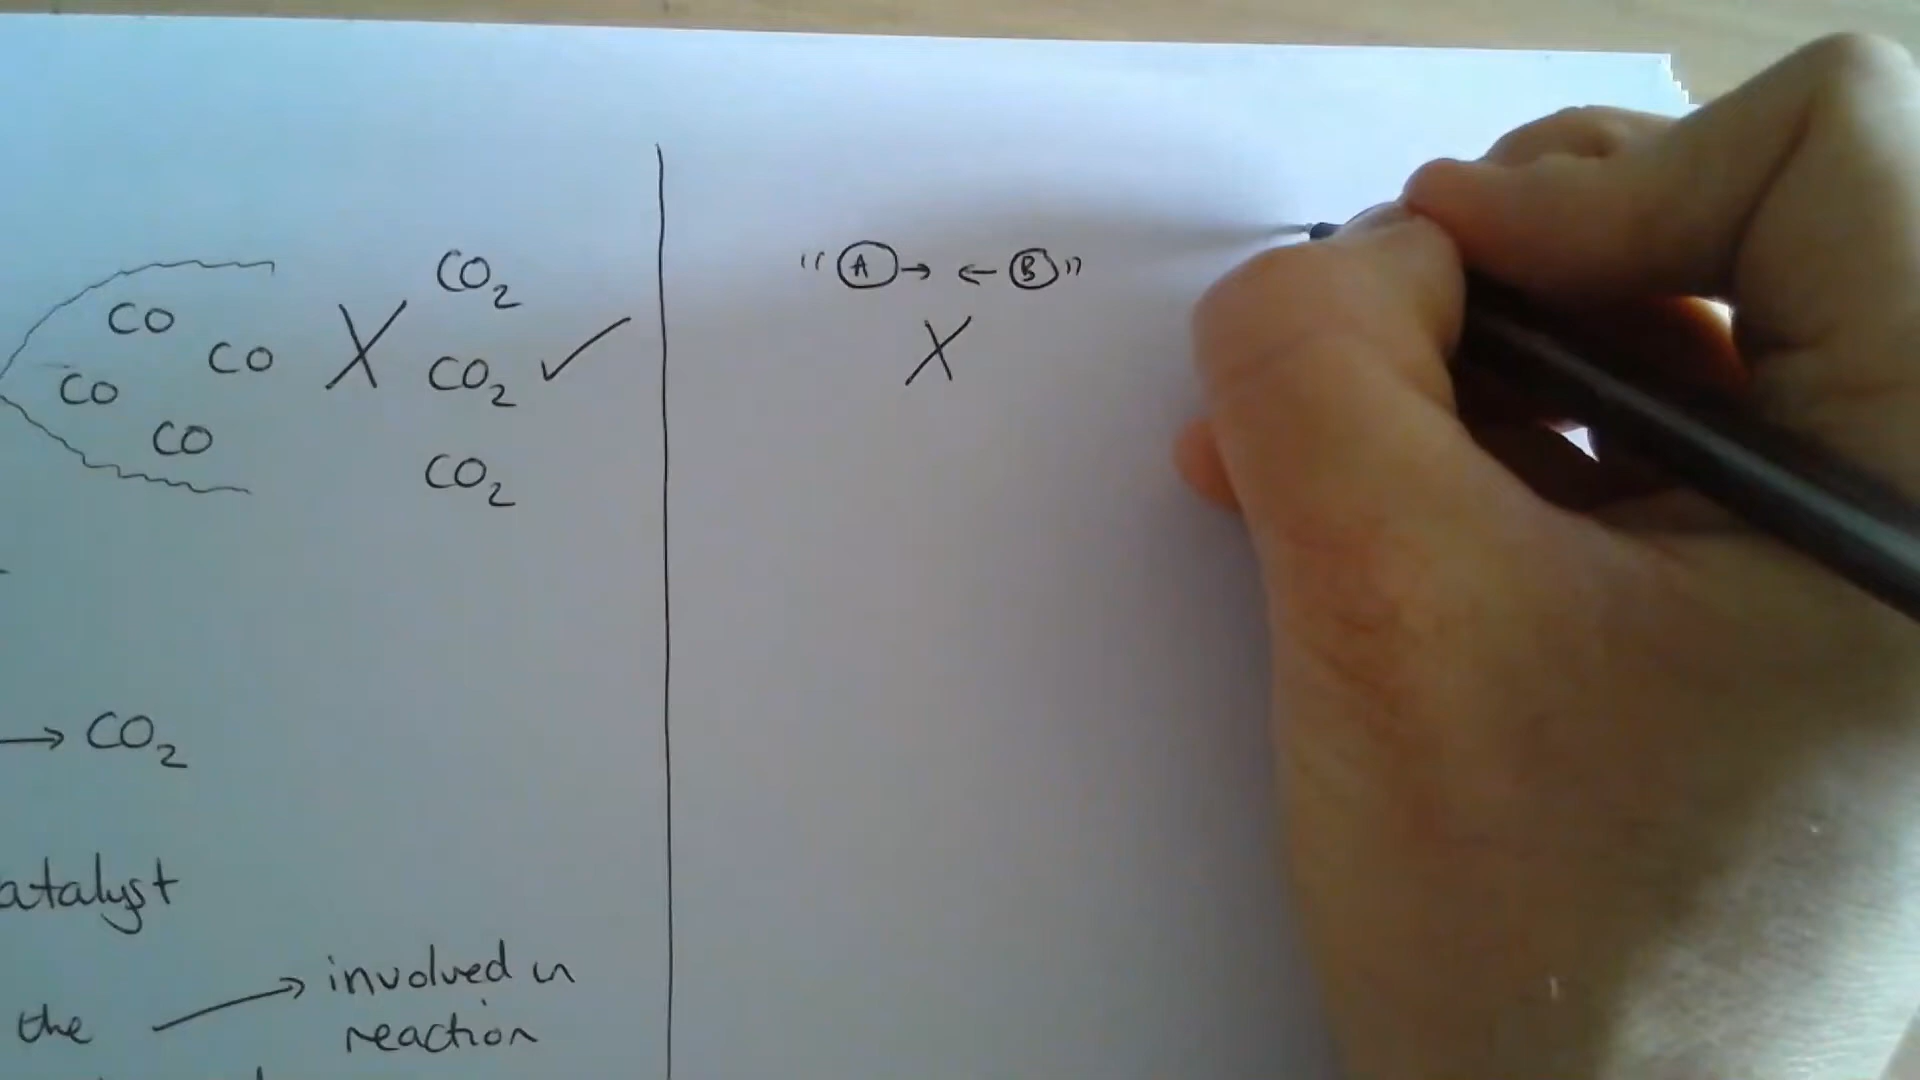 CO
CO
CO
CO
X
CO₂
CO₂ ✓
CO₂
→ CO₂
atalyst
the → involved in
reaction
"(A)→ ←(B)"
X